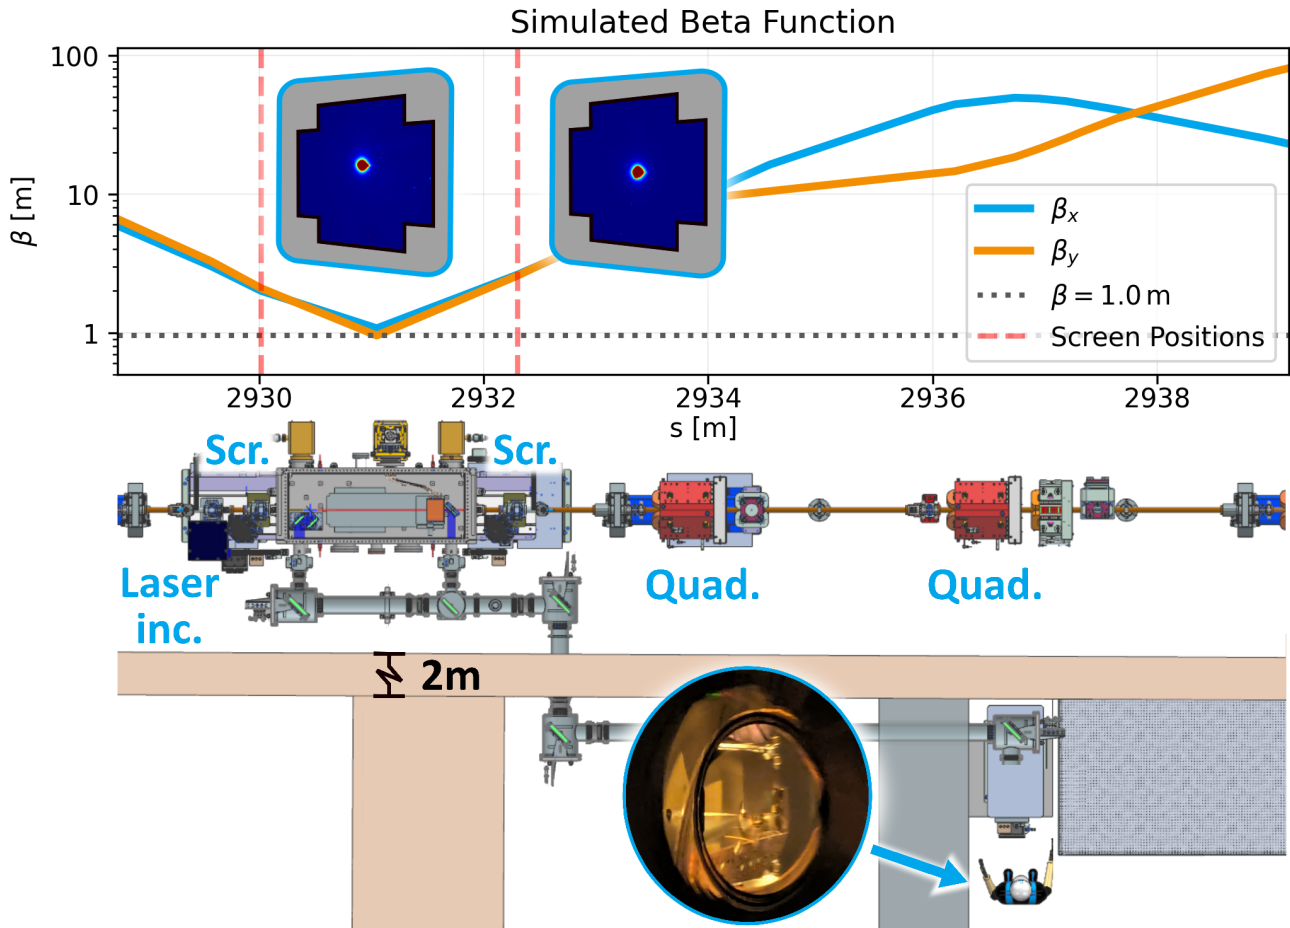 Simulated Beta Function
β [m]
100
10
1
βx
βy
β = 1.0 m
Screen Positions
2930
2932
2934
2936
2938
s [m]
Scr.
Scr.
Laser
inc.
Quad.
Quad.
2m